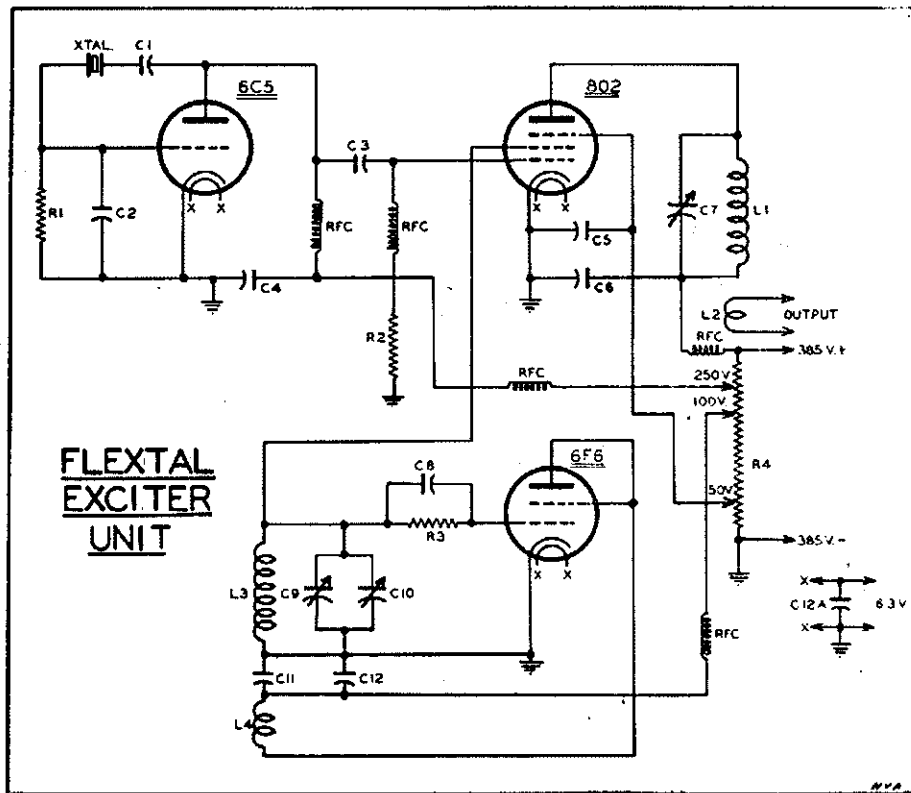 XTAL. C1
6C5
802
C3
R1
C2
RFC
RFC
C4
C5
C6
C7
L1
R2
L2
OUTPUT
RFC
385V.+
RFC
250V
100V.
R4
50V
385V.-
FLEXTAL
EXCITER
UNIT
C8
6F6
R3
L3
C9
C10
X
X
X
X
X
X
X
C12A
6.3V
X
RFC
C11
C12
L4